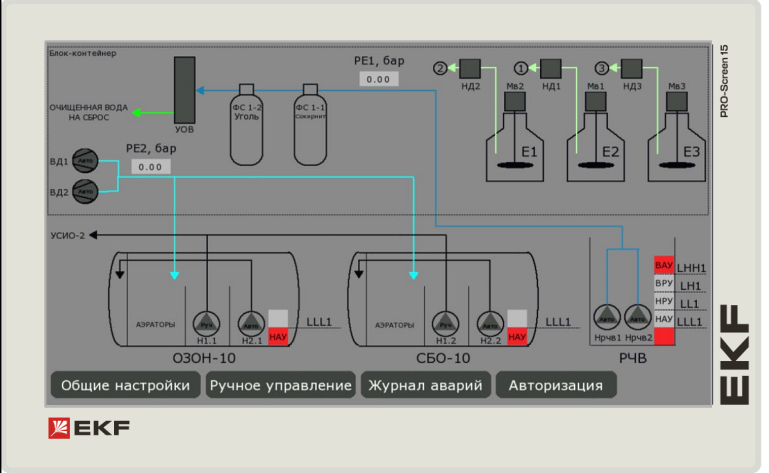 Блок-контейнер
PE1, бар
0.00
2
НД2
1
НД1
3
НД3
Мв2
Мв1
Мв3
E1
E2
E3
ОЧИЩЕННАЯ ВОДА
НА СБРОС
УОВ
ФС 1-2
Уголь
ФС 1-1
Сокирнит
PE2, бар
0.00
ВД1
Авто
ВД2
Авто
УСИО-2
АЭРАТОРЫ
Руч
Н1.1
Авто
Н2.1
НАУ
LLL1
ОЗОН-10
АЭРАТОРЫ
Руч
Н1.2
Авто
Н2.2
НАУ
LLL1
СБО-10
Авто
Нрчв1
Авто
Нрчв2
ВАУ
LHH1
ВРУ
LH1
НРУ
LL1
НАУ
LLL1
РЧВ
Общие настройки
Ручное управление
Журнал аварий
Авторизация
EKF
PRO-Screen 15
EKF